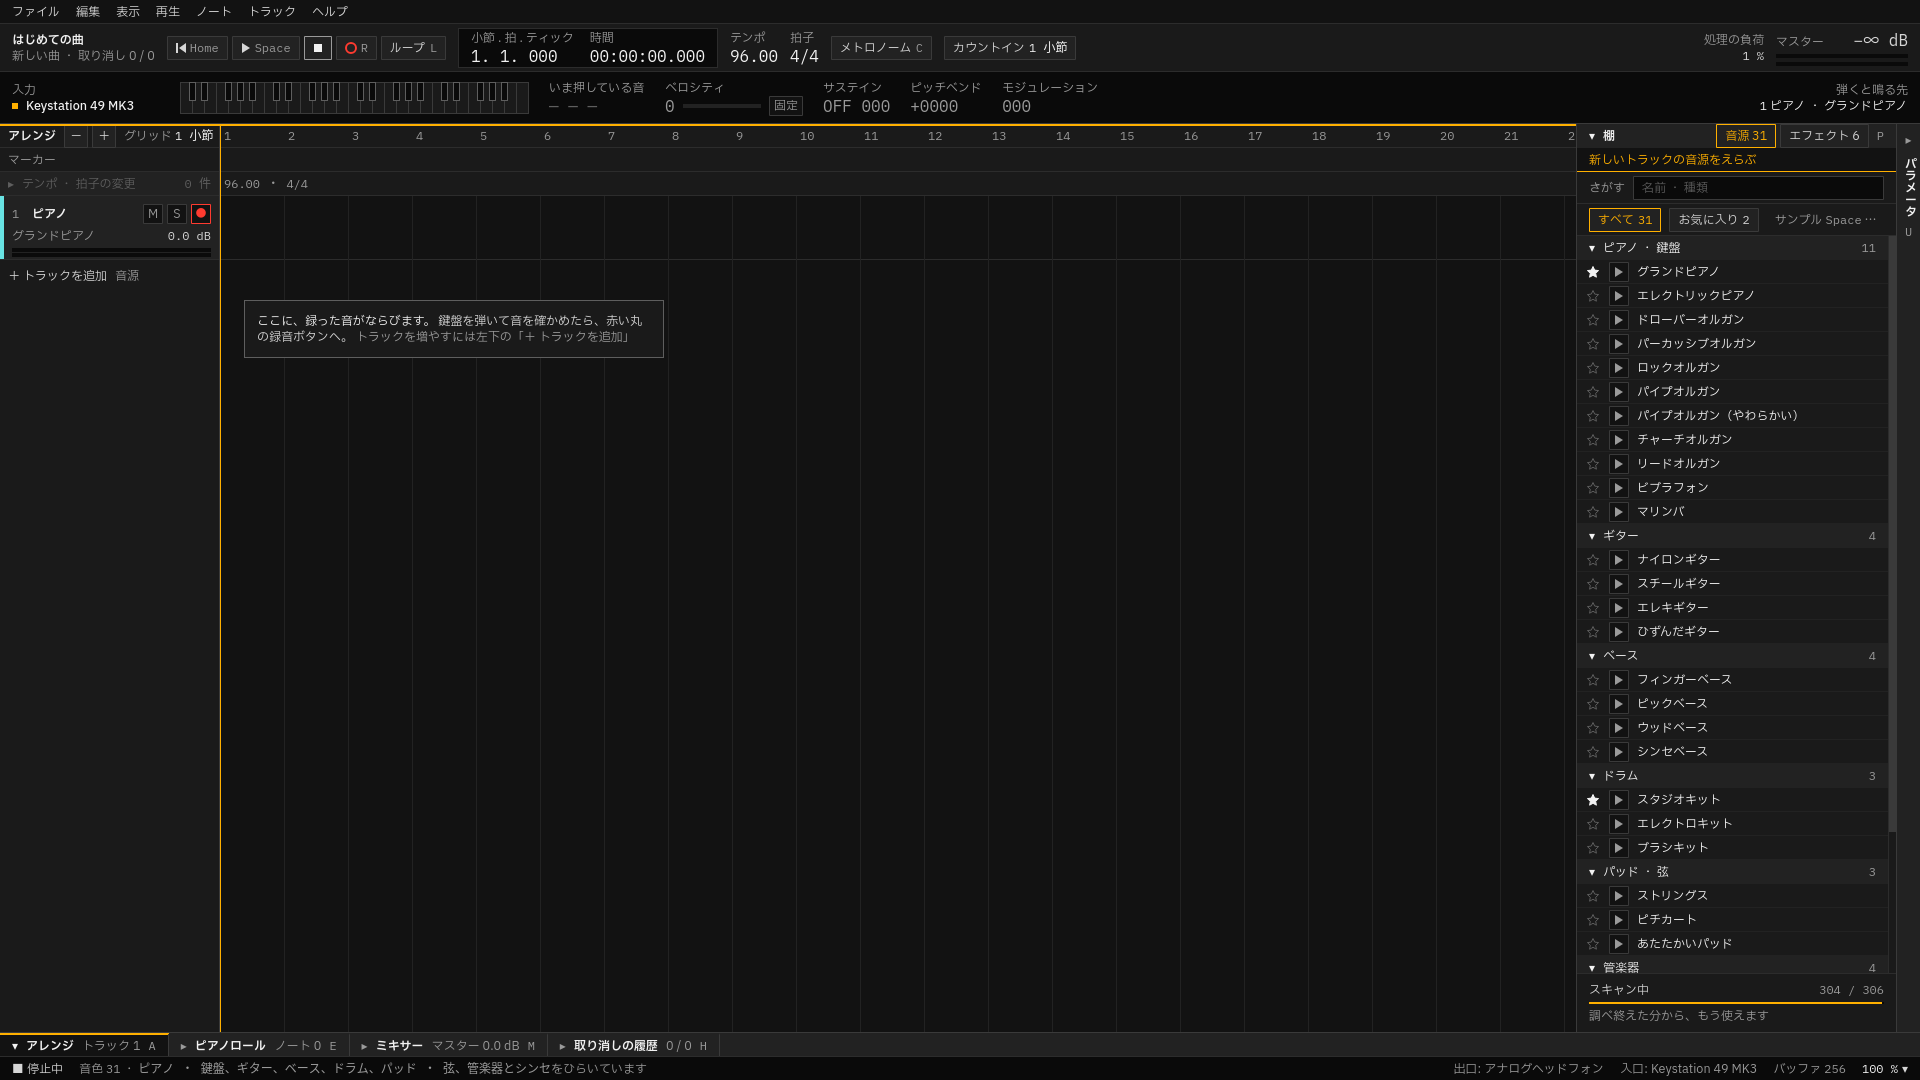 ファイル 編集 表示 再生 ノート トラック ヘルプ
はじめての曲
新しい曲 · 取り消し 0 / 0
Home Space R ループ L
小節 . 拍 . ティック 時間
1. 1. 000 00:00:00.000
テンポ 拍子
96.00 4/4
メトロノーム C カウントイン 1 小節
処理の負荷 マスター −∞ dB
1 %
入力
Keystation 49 MK3
いま押している音 ベロシティ サステイン ピッチベンド モジュレーション
— — — 0 固定 OFF 000 +0000 000
弾くと鳴る先
1 ピアノ · グランドピアノ
アレンジ − + グリッド 1 小節
1 2 3 4 5 6 7 8 9 10 11 12 13 14 15 16 17 18 19 20 21 2
マーカー
▸ テンポ · 拍子の変更 0 件
96.00 · 4/4
1 ピアノ M S
グランドピアノ 0.0 dB
+ トラックを追加 音源
ここに、録った音がならびます。 鍵盤を弾いて音を確かめたら、赤い丸
の録音ボタンへ。 トラックを増やすには左下の「+ トラックを追加」
▾ 棚 音源 31 エフェクト 6 P
新しいトラックの音源をえらぶ
さがす 名前 · 種類
すべて 31 お気に入り 2 サンプル Space …
▾ ピアノ · 鍵盤 11
グランドピアノ
エレクトリックピアノ
ドローバーオルガン
パーカッシブオルガン
ロックオルガン
パイプオルガン
パイプオルガン（やわらかい）
チャーチオルガン
リードオルガン
ビブラフォン
マリンバ
▾ ギター 4
ナイロンギター
スチールギター
エレキギター
ひずんだギター
▾ ベース 4
フィンガーベース
ピックベース
ウッドベース
シンセベース
▾ ドラム 3
スタジオキット
エレクトロキット
ブラシキット
▾ パッド · 弦 3
ストリングス
ピチカート
あたたかいパッド
▾ 管楽器 4
スキャン中 304 / 306
調べ終えた分から、もう使えます
▸ パラメータ U
▾ アレンジ トラック 1 A ▸ ピアノロール ノート 0 E ▸ ミキサー マスター 0.0 dB M ▸ 取り消しの履歴 0 / 0 H
停止中 音色 31 · ピアノ · 鍵盤、ギター、ベース、ドラム、パッド · 弦、管楽器とシンセをひらいています
出口: アナログヘッドフォン 入口: Keystation 49 MK3 バッファ 256 100 % ▾